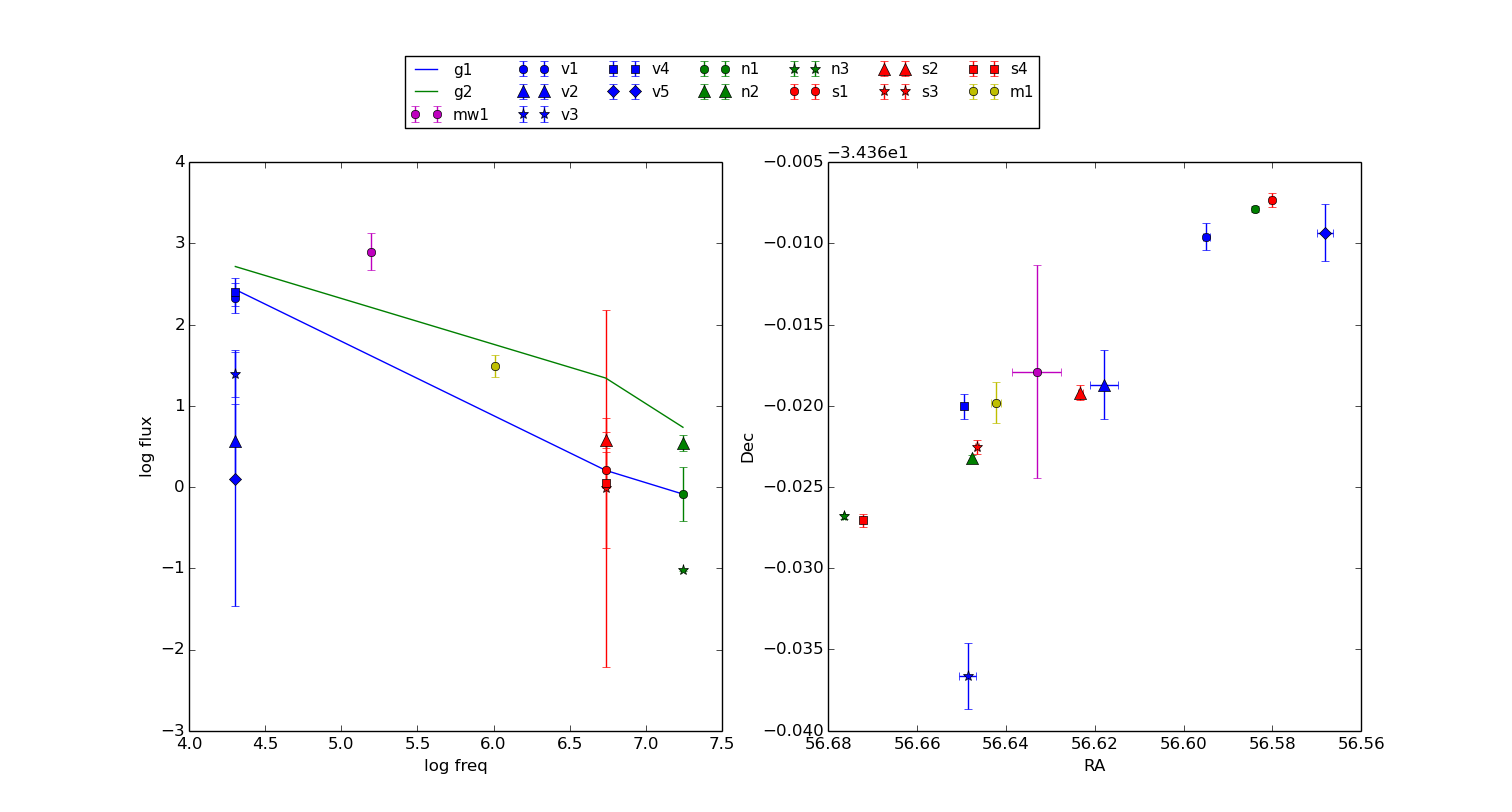 g1 v1 v4 n1 n3 s2 s4
g2 v2 v5 n2 s1 s3 m1
mw1 v3
4
3
2
1
0
−1
−2
−3
log flux
4.0 4.5 5.0 5.5 6.0 6.5 7.0 7.5
log freq
−3.436e1
−0.005
−0.010
−0.015
−0.020
−0.025
−0.030
−0.035
−0.040
Dec
56.68 56.66 56.64 56.62 56.60 56.58 56.56
RA